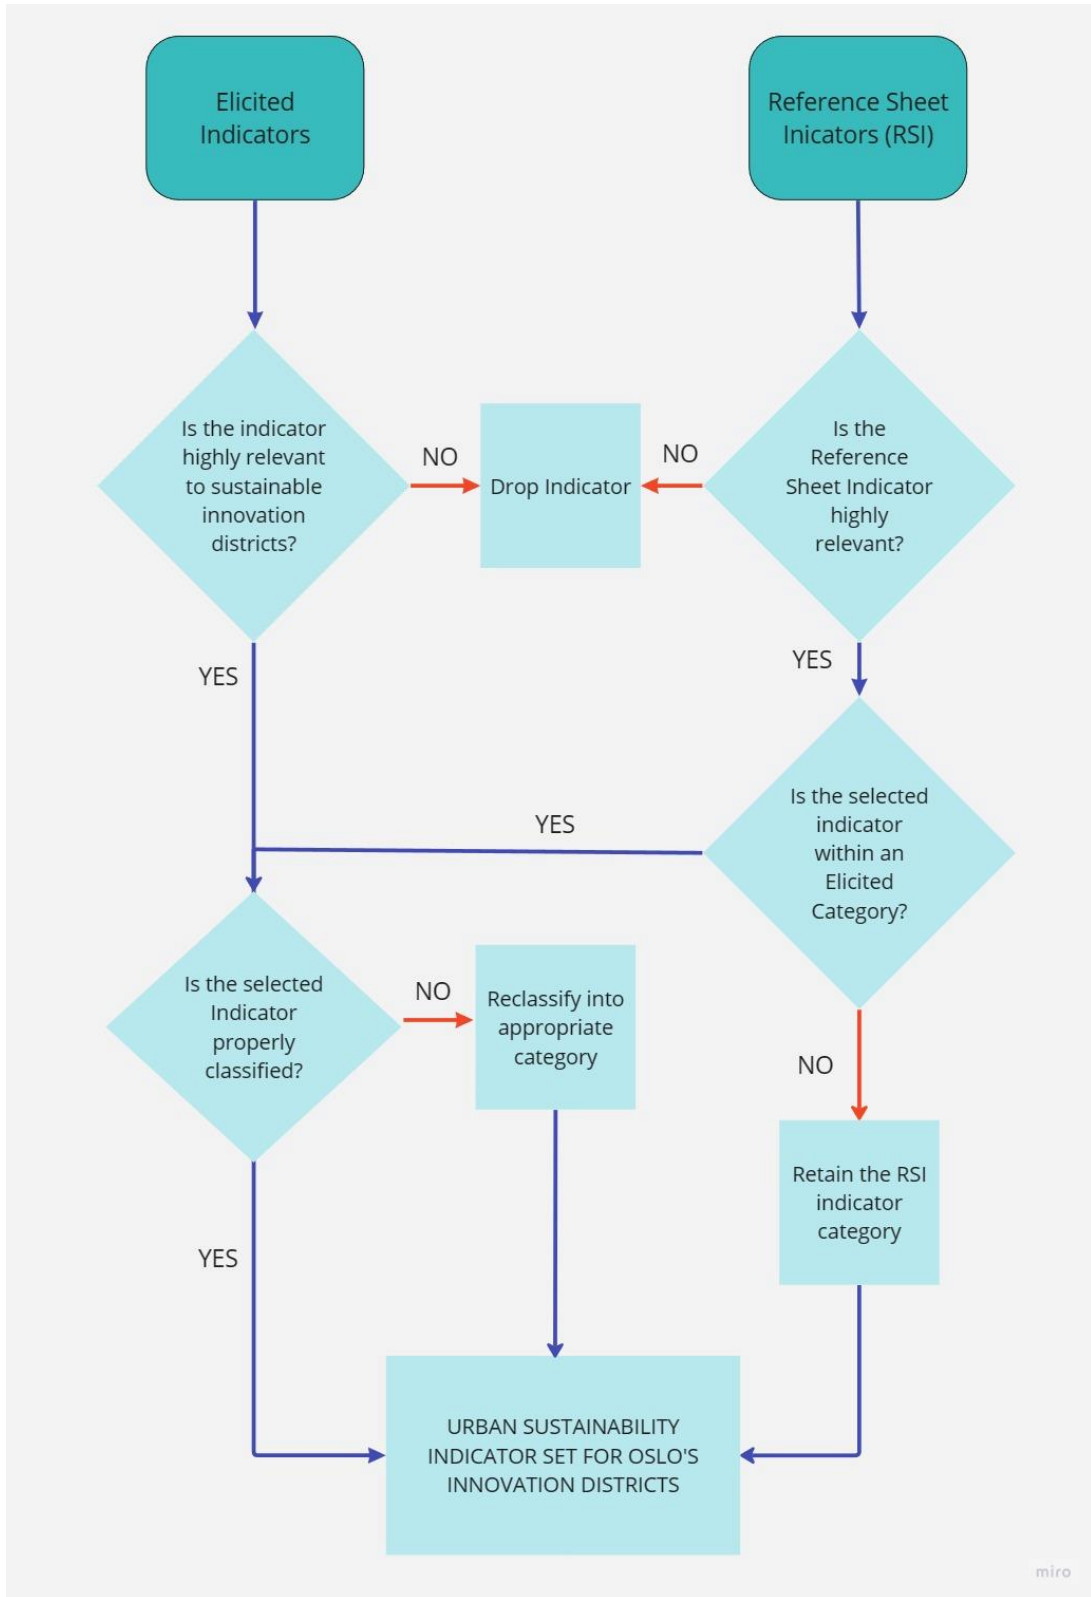 Elicited
Indicators
Reference Sheet
Inicators (RSI)
Is the indicator
highly relevant
to sustainable
innovation
districts?
NO
Drop Indicator
NO
Is the
Reference
Sheet Indicator
highly
relevant?
YES
YES
Is the selected
indicator
within an
Elicited
Category?
YES
Is the selected
Indicator
properly
classified?
NO
Reclassify into
appropriate
category
NO
Retain the RSI
indicator
category
YES
URBAN SUSTAINABILITY
INDICATOR SET FOR OSLO'S
INNOVATION DISTRICTS
miro